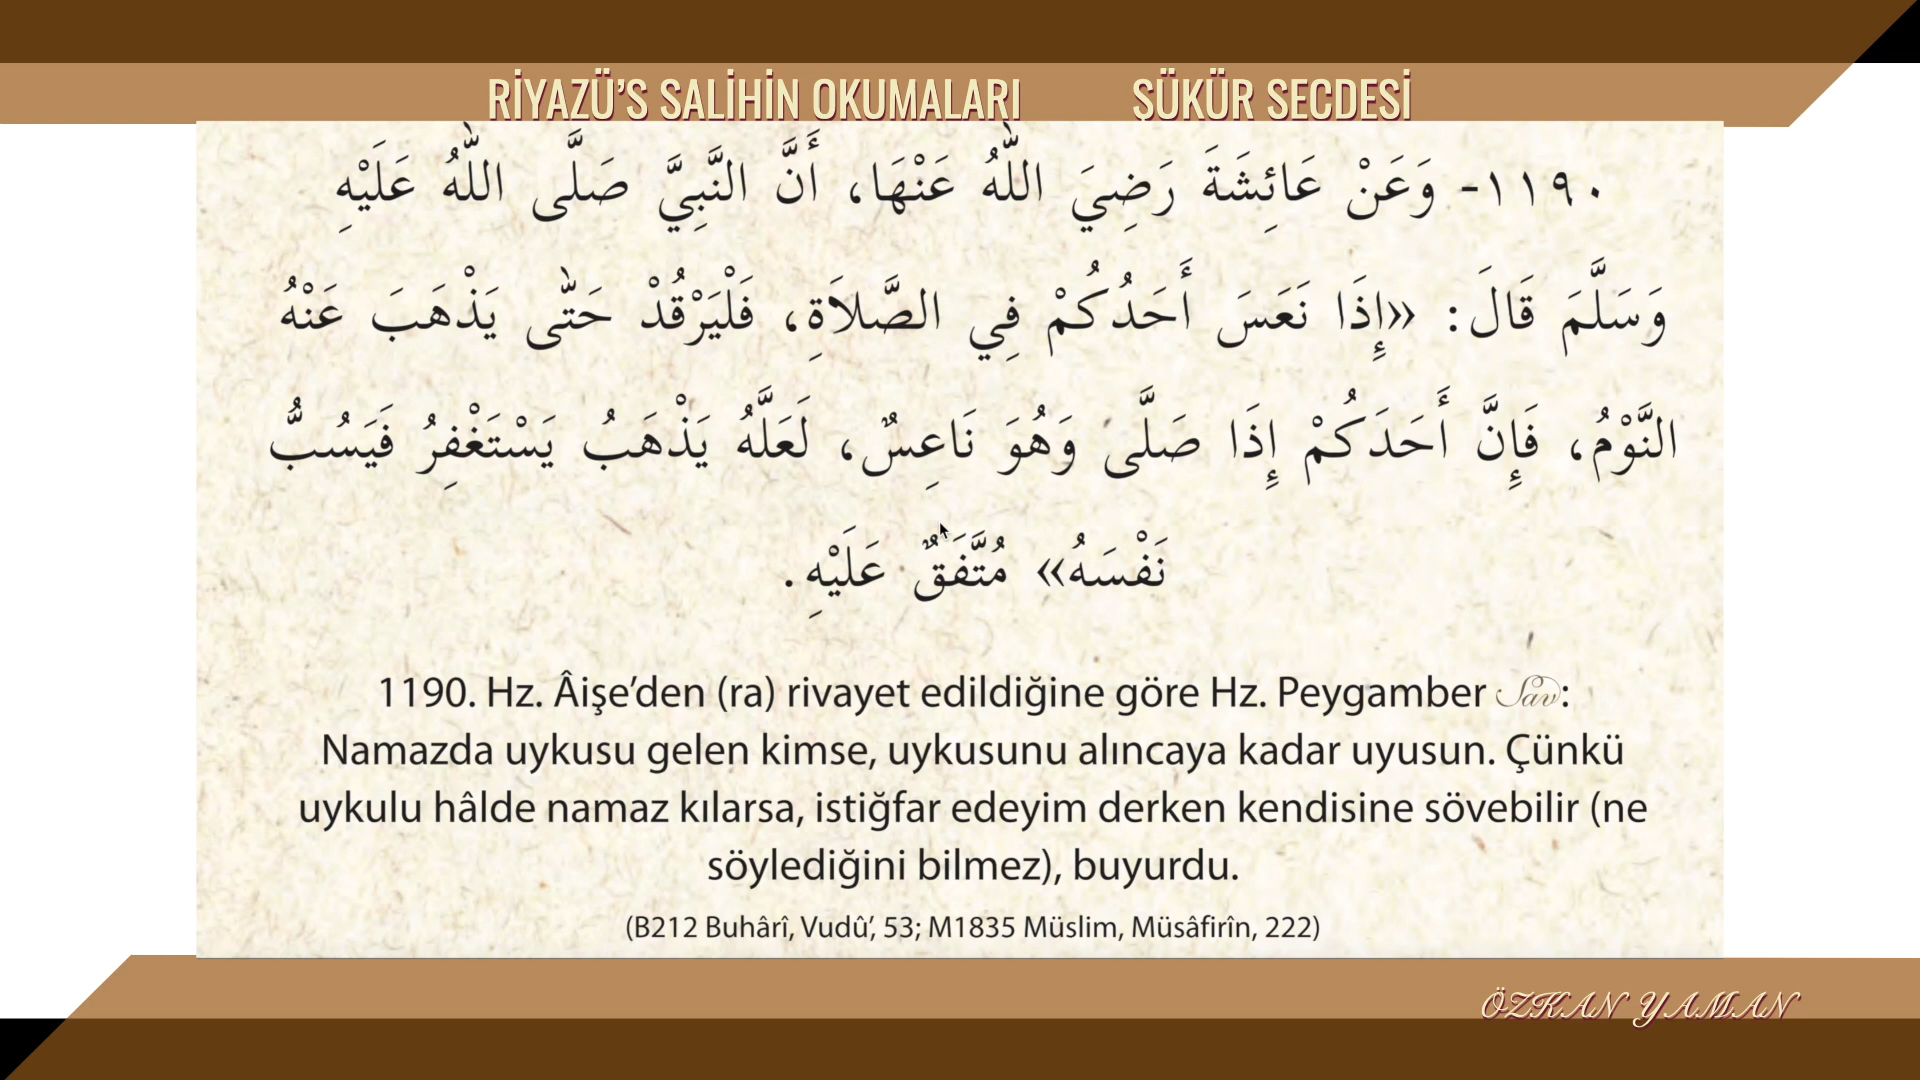 RİYAZÜ'S SALİHİN OKUMALARI ŞÜKÜR SECDESİ
١١٩٠- وَعَنْ عَائِشَةَ رَضِيَ اللّٰهُ عَنْهَا، أَنَّ النَّبِيَّ صَلَّى اللّٰهُ عَلَيْهِ
وَسَلَّمَ قَالَ: «إِذَا نَعَسَ أَحَدُكُمْ فِي الصَّلاَةِ، فَلْيَرْقُدْ حَتّٰى يَذْهَبَ عَنْهُ
النَّوْمُ، فَإِنَّ أَحَدَكُمْ إِذَا صَلَّى وَهُوَ نَاعِسٌ، لَعَلَّهُ يَذْهَبُ يَسْتَغْفِرُ فَيَسُبُّ
نَفْسَهُ» مُتَّفَقٌ عَلَيْهِ.
1190. Hz. Âişe’den (ra) rivayet edildiğine göre Hz. Peygamber Sav:
Namazda uykusu gelen kimse, uykusunu alıncaya kadar uyusun. Çünkü
uykulu hâlde namaz kılarsa, istiğfar edeyim derken kendisine sövebilir (ne
söylediğini bilmez), buyurdu.
(B212 Buhârî, Vudû’, 53; M1835 Müslim, Müsâfirîn, 222)
ÖZKAN YAMAN